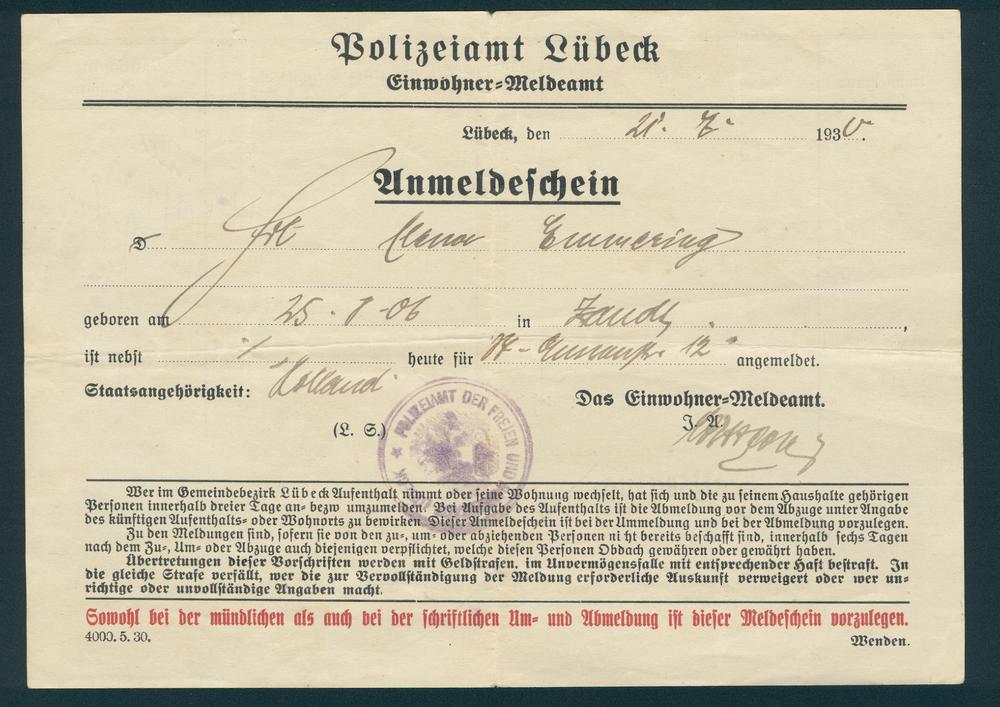 Polizeiamt Lübeck
Einwohner=Meldeamt
Lübeck, den 21. 7. 1930.
Anmeldeschein
D Frl Elena Emmering
geboren am 25. 8. 06 in ,
ist nebst heute für 12 angemeldet.
Staatsangehörigkeit: Holland.
Das Einwohner=Meldeamt.
(L. S.)
J. A.
POLIZEIAMT DER FREIEN UND
Wer im Gemeindebezirk Lübeck Aufenthalt nimmt oder seine Wohnung wechselt, hat sich und die zu seinem Haushalte gehörigen
Personen innerhalb dreier Tage an= bezw umzumelden. Bei Aufgabe des Aufenthalts ist die Abmeldung vor dem Abzuge unter Angabe
des künftigen Aufenthalts= oder Wohnorts zu bewirken. Dieser Anmeldeschein ist bei der Ummeldung und bei der Abmeldung vorzulegen.
Zu den Meldungen sind, sofern sie von den zu=, um= oder abziehenden Personen ni ht bereits beschafft sind, innerhalb sechs Tagen
nach dem Zu=, Um= oder Abzuge auch diejenigen verpflichtet, welche diesen Personen Obdach gewähren oder gewährt haben.
Übertretungen dieser Vorschriften werden mit Geldstrafen, im Unvermögensfalle mit entsprechender Haft bestraft. In
die gleiche Strafe verfällt, wer die zur Vervollständigung der Meldung erforderliche Auskunft verweigert oder wer un=
richtige oder unvollständige Angaben macht.
Sowohl bei der mündlichen als auch bei der schriftlichen Um= und Abmeldung ist dieser Meldeschein vorzulegen.
4000. 5. 30.
Wenden.